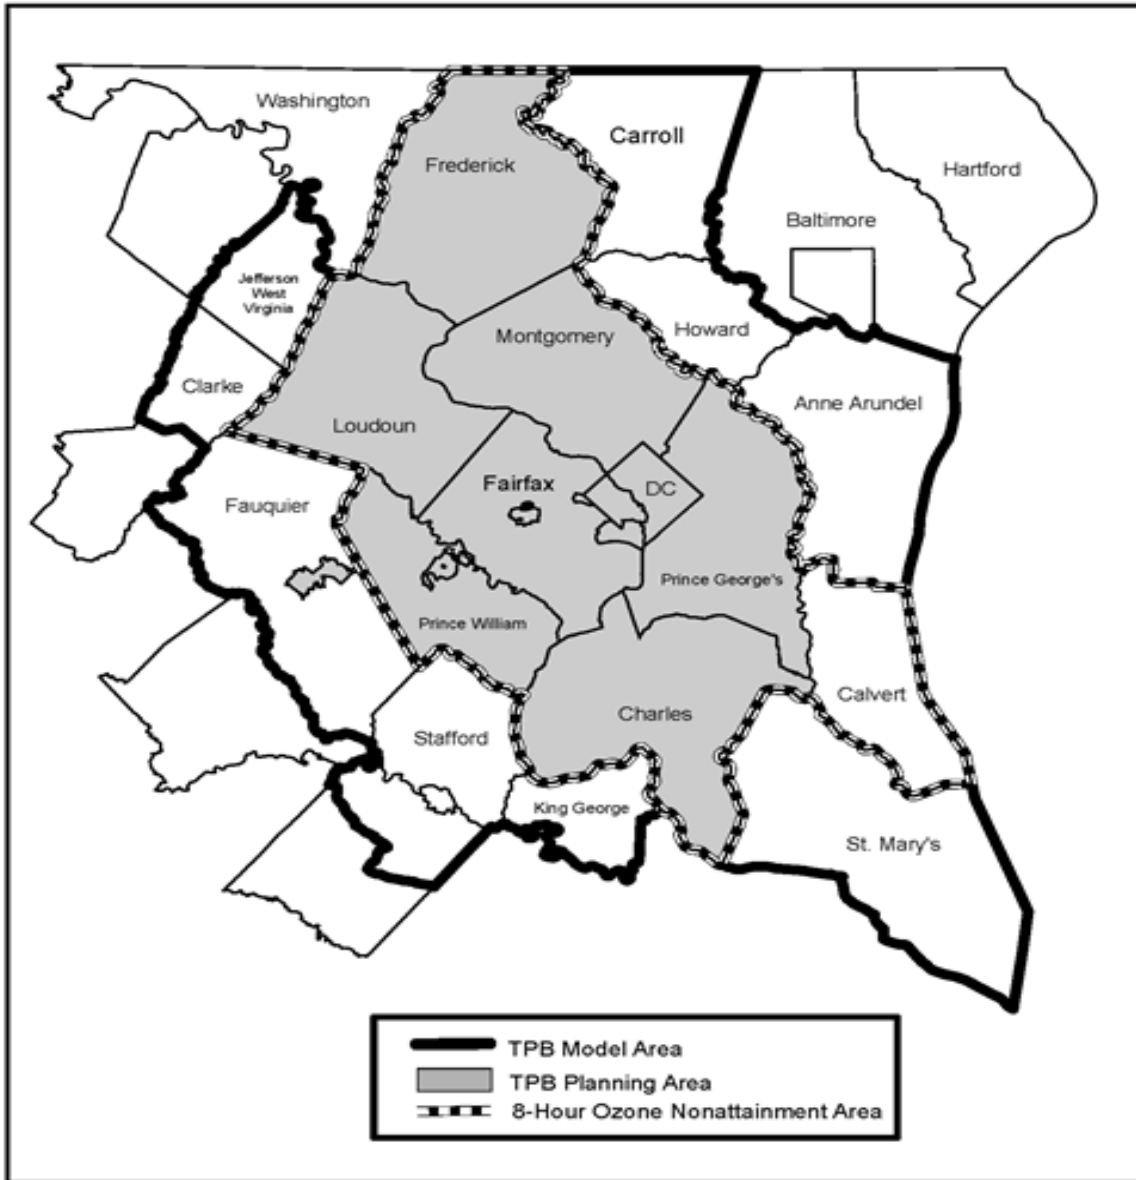 Washington
Carroll
Frederick
Hartford
Baltimore
Jefferson
West
Virginia
Howard
Montgomery
Clarke
Anne Arundel
Loudoun
Fairfax
DC
Fauquier
Prince George's
Prince William
Calvert
Charles
Stafford
King George
St. Mary's
TPB Model Area
TPB Planning Area
8-Hour Ozone Nonattainment Area